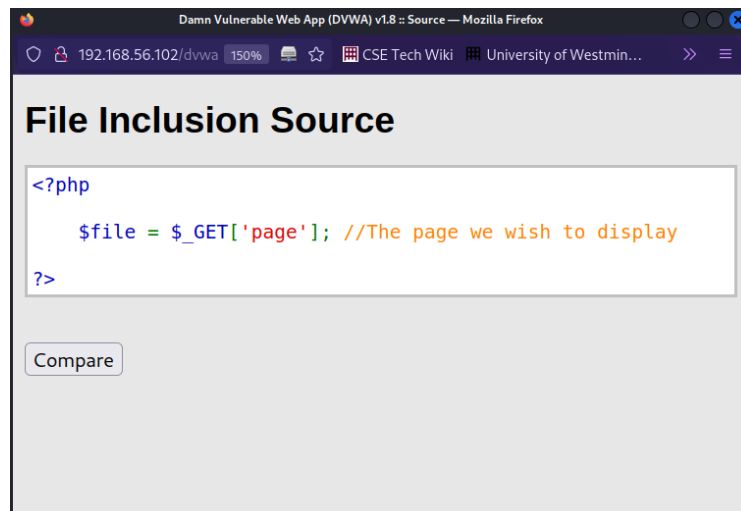 Damn Vulnerable Web App (DVWA) v1.8 :: Source — Mozilla Firefox
192.168.56.102/dvwa 150% CSE Tech Wiki University of Westmin...
File Inclusion Source
<?php
$file = $_GET['page']; //The page we wish to display
?>
Compare